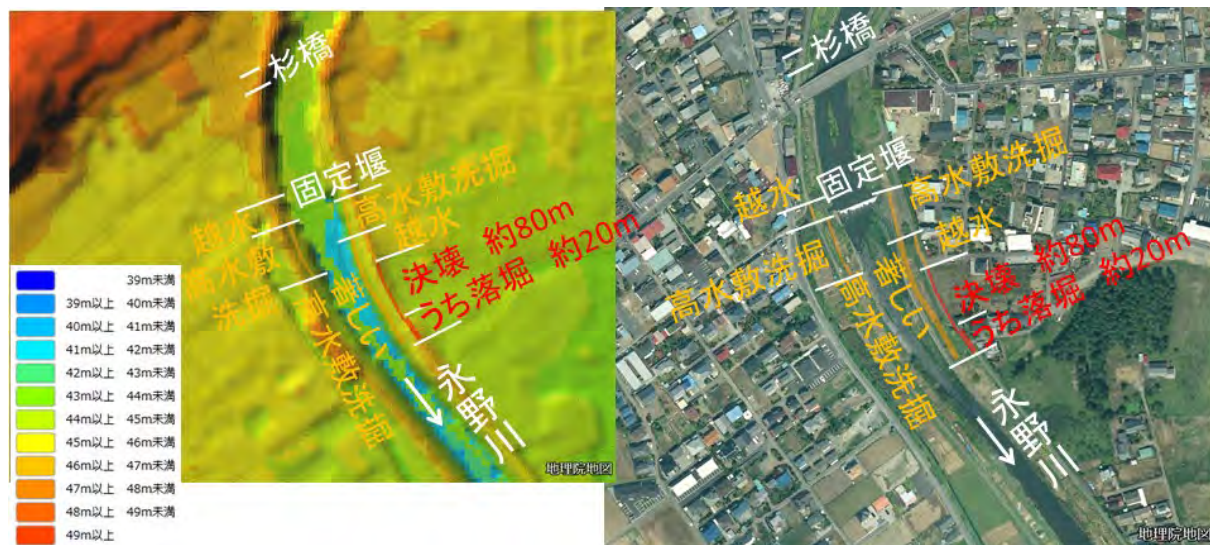 二杉橋
固定堰
越水
高水敷洗掘
高水敷
洗掘
越水
決壊 約80m
うち落堀 約20m
著しい
高水敷洗掘
永野川
地理院地図
39m未満
39m以上 40m未満
40m以上 41m未満
41m以上 42m未満
42m以上 43m未満
43m以上 44m未満
44m以上 45m未満
45m以上 46m未満
46m以上 47m未満
47m以上 48m未満
48m以上 49m未満
49m以上
二杉橋
固定堰
越水
高水敷洗掘
高水敷洗掘
越水
決壊 約80m
うち落堀 約20m
著しい
高水敷洗掘
永野川
地理院地図